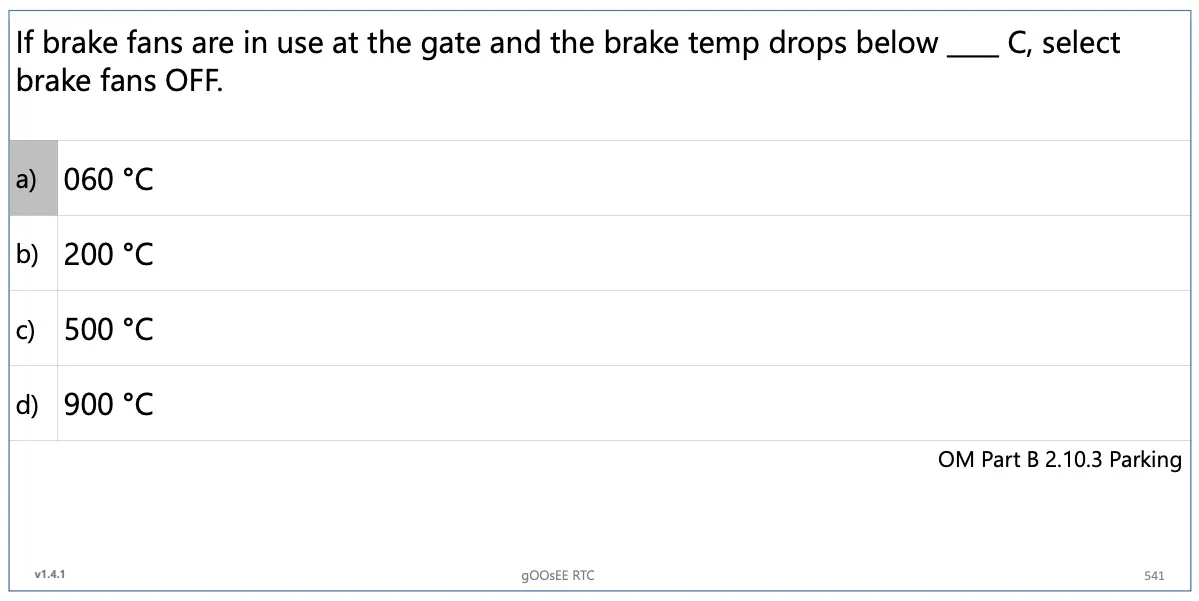 If brake fans are in use at the gate and the brake temp drops below ____ C, select
brake fans OFF.
a) 060 °C
b) 200 °C
c) 500 °C
d) 900 °C
OM Part B 2.10.3 Parking
v1.4.1 gOOsEE RTC 541